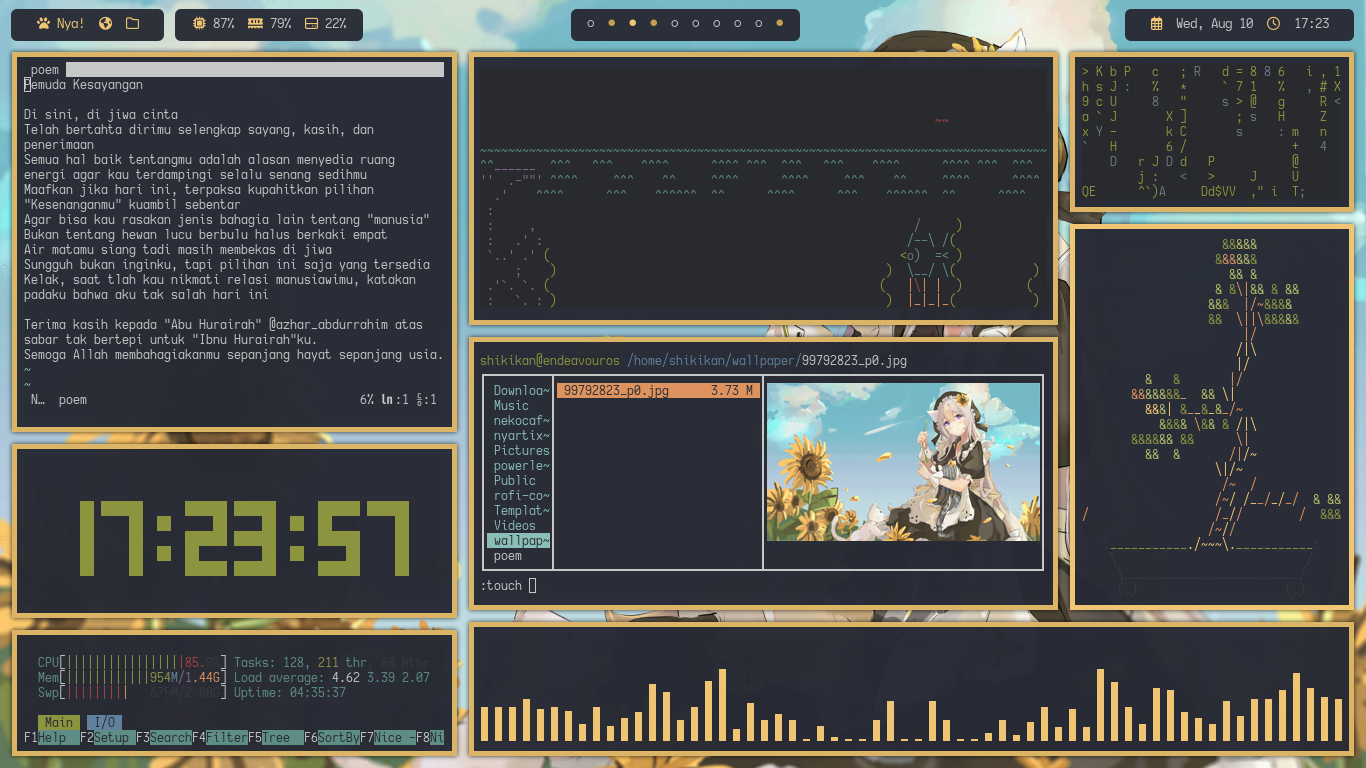 Nya!
87% 79% 22%
Wed, Aug 10 17:23
poem
Pemuda Kesayangan
Di sini, di jiwa cinta
Telah bertahta dirimu selengkap sayang, kasih, dan
penerimaan
Semua hal baik tentangmu adalah alasan menyedia ruang
energi agar kau terdampingi selalu senang sedihmu
Maafkan jika hari ini, terpaksa kupahitkan pilihan
"Kesenanganmu" kuambil sebentar
Agar bisa kau rasakan jenis bahagia lain tentang "manusia"
Bukan tentang hewan lucu berbulu halus berkaki empat
Air matamu siang tadi masih membekas di jiwa
Sungguh bukan inginku, tapi pilihan ini saja yang tersedia
Kelak, saat tlah kau nikmati relasi manusiawimu, katakan
padaku bahwa aku tak salah hari ini
Terima kasih kepada "Abu Hurairah" @azhar_abdurrahim atas
sabar tak bertepi untuk "Ibnu Hurairah"ku.
Semoga Allah membahagiakanmu sepanjang hayat sepanjang usia.
~
~
N… poem 6% ln:1 :1
17:23:57
CPU[ 85.9%] Tasks: 128, 211 thr, 68 kthr
Mem[ 954M/1.44G] Load average: 4.62 3.39 2.07
Swp[ 675M/2.00G] Uptime: 04:35:37
Main I/O
F1Help F2Setup F3SearchF4FilterF5Tree F6SortByF7Nice -F8Ni
shikikan@endeavouros /home/shikikan/wallpaper/99792823_p0.jpg
Downloa~ 99792823_p0.jpg 3.73 M
Music
nekocaf~
nyartix~
Pictures
powerle~
Public
rofi-co~
Templat~
Videos
wallpap~
poem
:touch